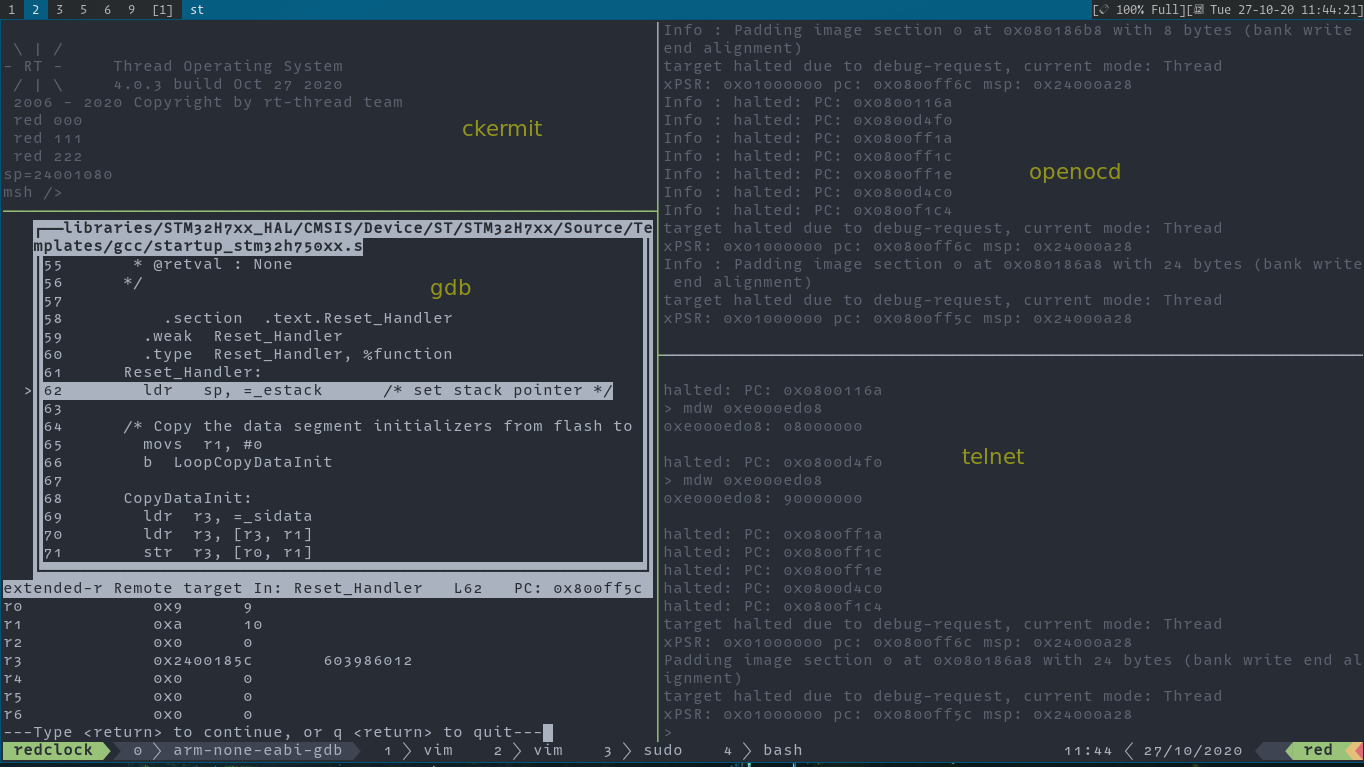 1 2 3 5 6 9 [1] st
[ 100% Full][ Tue 27-10-20 11:44:21]
\ | /
- RT -     Thread Operating System
/ | \     4.0.3 build Oct 27 2020
2006 - 2020 Copyright by rt-thread team
red 000
red 111
red 222
sp=24001080
msh />
ckermit
libraries/STM32H7xx_HAL/CMSIS/Device/ST/STM32H7xx/Source/Te
mplates/gcc/startup_stm32h750xx.s
55       * @retval : None
56      */
57
58          .section  .text.Reset_Handler
59        .weak  Reset_Handler
60        .type  Reset_Handler, %function
61      Reset_Handler:
> 62        ldr   sp, =_estack      /* set stack pointer */
63
64      /* Copy the data segment initializers from flash to
65        movs  r1, #0
66        b  LoopCopyDataInit
67
68      CopyDataInit:
69        ldr  r3, =_sidata
70        ldr  r3, [r3, r1]
71        str  r3, [r0, r1]
gdb
extended-r Remote target In: Reset_Handler   L62   PC: 0x800ff5c
r0             0x9      9
r1             0xa      10
r2             0x0      0
r3             0x2400185c       603986012
r4             0x0      0
r5             0x0      0
r6             0x0      0
---Type <return> to continue, or q <return> to quit---
Info : Padding image section 0 at 0x080186b8 with 8 bytes (bank write
end alignment)
target halted due to debug-request, current mode: Thread
xPSR: 0x01000000 pc: 0x0800ff6c msp: 0x24000a28
Info : halted: PC: 0x0800116a
Info : halted: PC: 0x0800d4f0
Info : halted: PC: 0x0800ff1a
Info : halted: PC: 0x0800ff1c
Info : halted: PC: 0x0800ff1e
Info : halted: PC: 0x0800d4c0
Info : halted: PC: 0x0800f1c4
target halted due to debug-request, current mode: Thread
xPSR: 0x01000000 pc: 0x0800ff6c msp: 0x24000a28
Info : Padding image section 0 at 0x080186a8 with 24 bytes (bank write
end alignment)
target halted due to debug-request, current mode: Thread
xPSR: 0x01000000 pc: 0x0800ff5c msp: 0x24000a28
openocd
halted: PC: 0x0800116a
> mdw 0xe000ed08
0xe000ed08: 08000000
halted: PC: 0x0800d4f0
> mdw 0xe000ed08
0xe000ed08: 90000000
halted: PC: 0x0800ff1a
halted: PC: 0x0800ff1c
halted: PC: 0x0800ff1e
halted: PC: 0x0800d4c0
halted: PC: 0x0800f1c4
target halted due to debug-request, current mode: Thread
xPSR: 0x01000000 pc: 0x0800ff6c msp: 0x24000a28
Padding image section 0 at 0x080186a8 with 24 bytes (bank write end al
ignment)
target halted due to debug-request, current mode: Thread
xPSR: 0x01000000 pc: 0x0800ff5c msp: 0x24000a28
>
telnet
redclock 0 arm-none-eabi-gdb 1 vim 2 vim 3 sudo 4 bash 11:44 27/10/2020 red